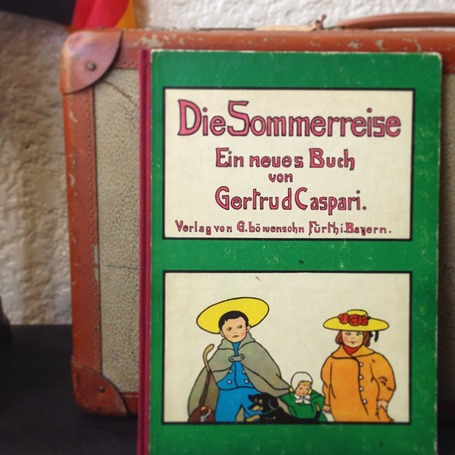 Die Sommerreise
Ein neues Buch
von
Gertrud Caspari.
Verlag von G. Löwensohn Fürth i. Bayern.